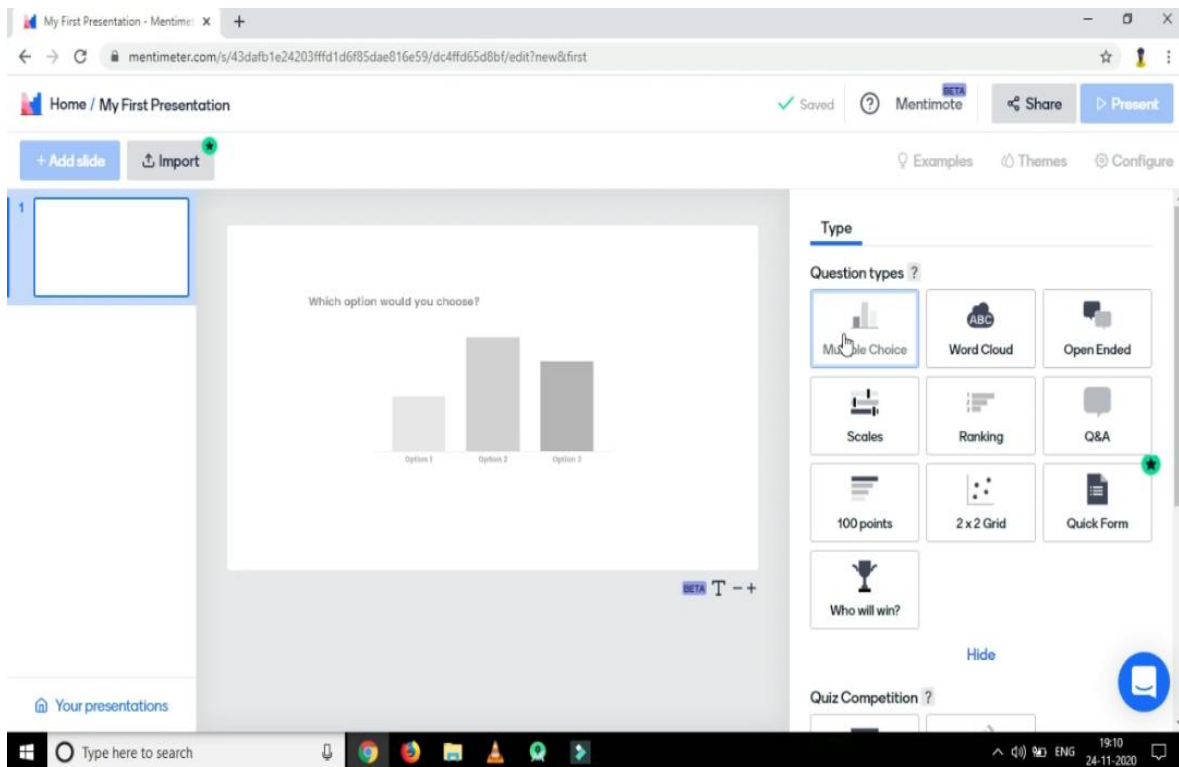 My First Presentation - Mentime
mentimeter.com/s/43dafb1e24203fffd1d6f85dae816e59/dc4ffd65d8bf/edit?new&first
Home / My First Presentation
Saved
?
Mentimote
BETA
Share
Present
+ Add slide
Import
Examples
Themes
Configure
1
Which option would you choose?
Option 1
Option 2
Option 3
BETA T - +
Your presentations
Type
Question types ?
Multiple Choice
ABC
Word Cloud
Open Ended
Scales
Ranking
Q&A
100 points
2 x 2 Grid
Quick Form
Who will win?
Hide
Quiz Competition ?
Type here to search
ENG
19:10
24-11-2020